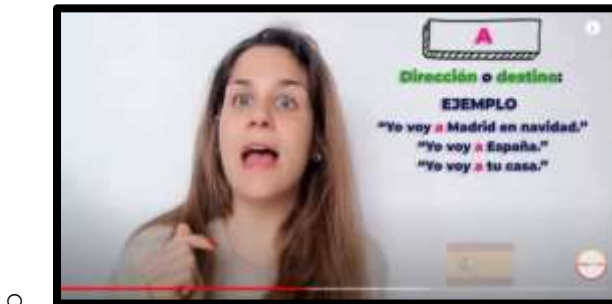 A
Dirección o destino:
EJEMPLO
"Yo voy a Madrid en navidad."
"Yo voy a España."
"Yo voy a tu casa."